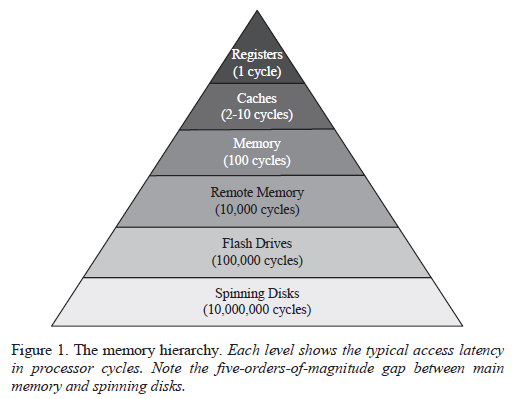 Registers
(1 cycle)
Caches
(2-10 cycles)
Memory
(100 cycles)
Remote Memory
(10,000 cycles)
Flash Drives
(100,000 cycles)
Spinning Disks
(10,000,000 cycles)
Figure 1. The memory hierarchy. Each level shows the typical access latency
in processor cycles. Note the five-orders-of-magnitude gap between main
memory and spinning disks.